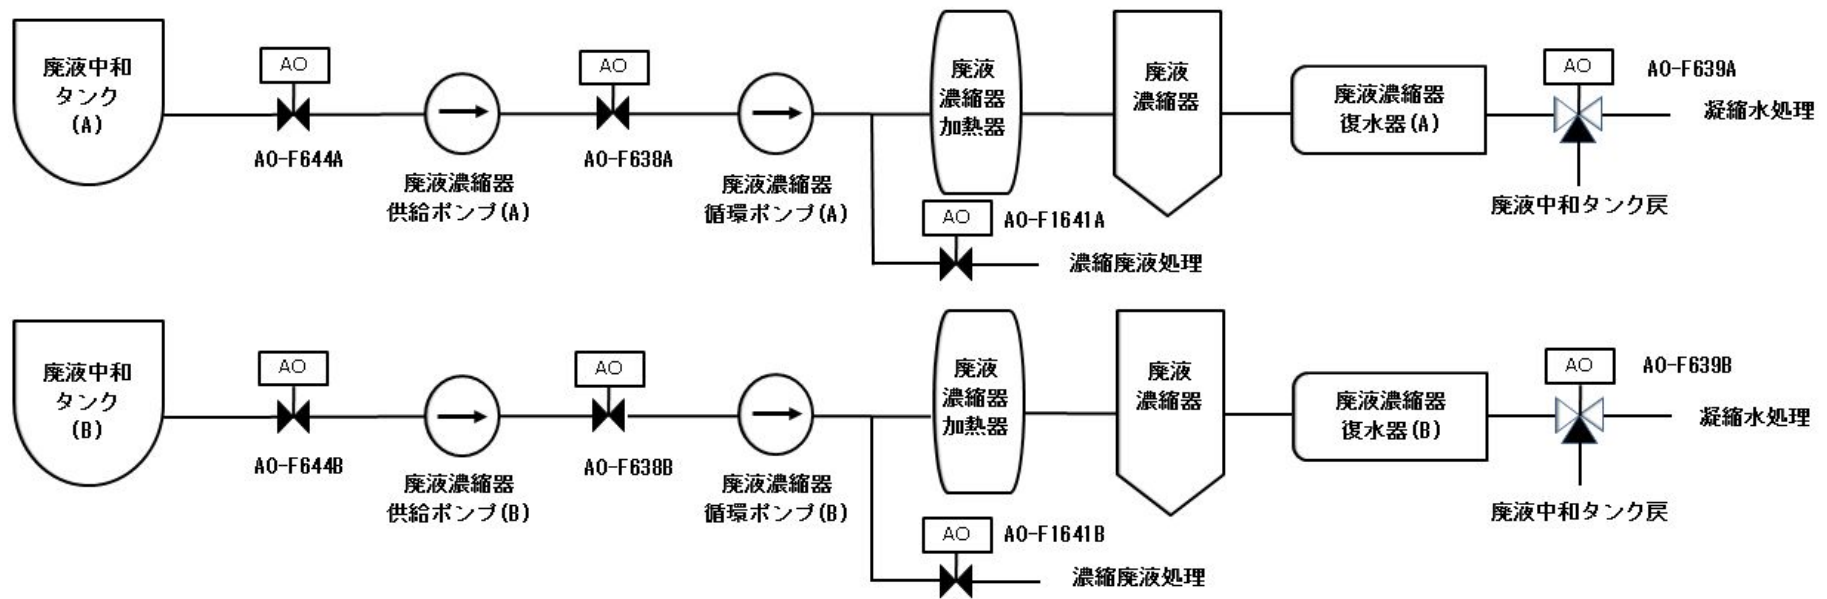 廃液中和
タンク
(A)
AO
AO-F644A
廃液濃縮器
供給ポンプ(A)
AO
AO-F638A
廃液濃縮器
循環ポンプ(A)
廃液
濃縮器
加熱器
AO
AO-F1641A
濃縮廃液処理
廃液
濃縮器
廃液濃縮器
復水器(A)
AO
AO-F639A
凝縮水処理
廃液中和タンク戻
廃液中和
タンク
(B)
AO
AO-F644B
廃液濃縮器
供給ポンプ(B)
AO
AO-F638B
廃液濃縮器
循環ポンプ(B)
廃液
濃縮器
加熱器
AO
AO-F1641B
濃縮廃液処理
廃液
濃縮器
廃液濃縮器
復水器(B)
AO
AO-F639B
凝縮水処理
廃液中和タンク戻